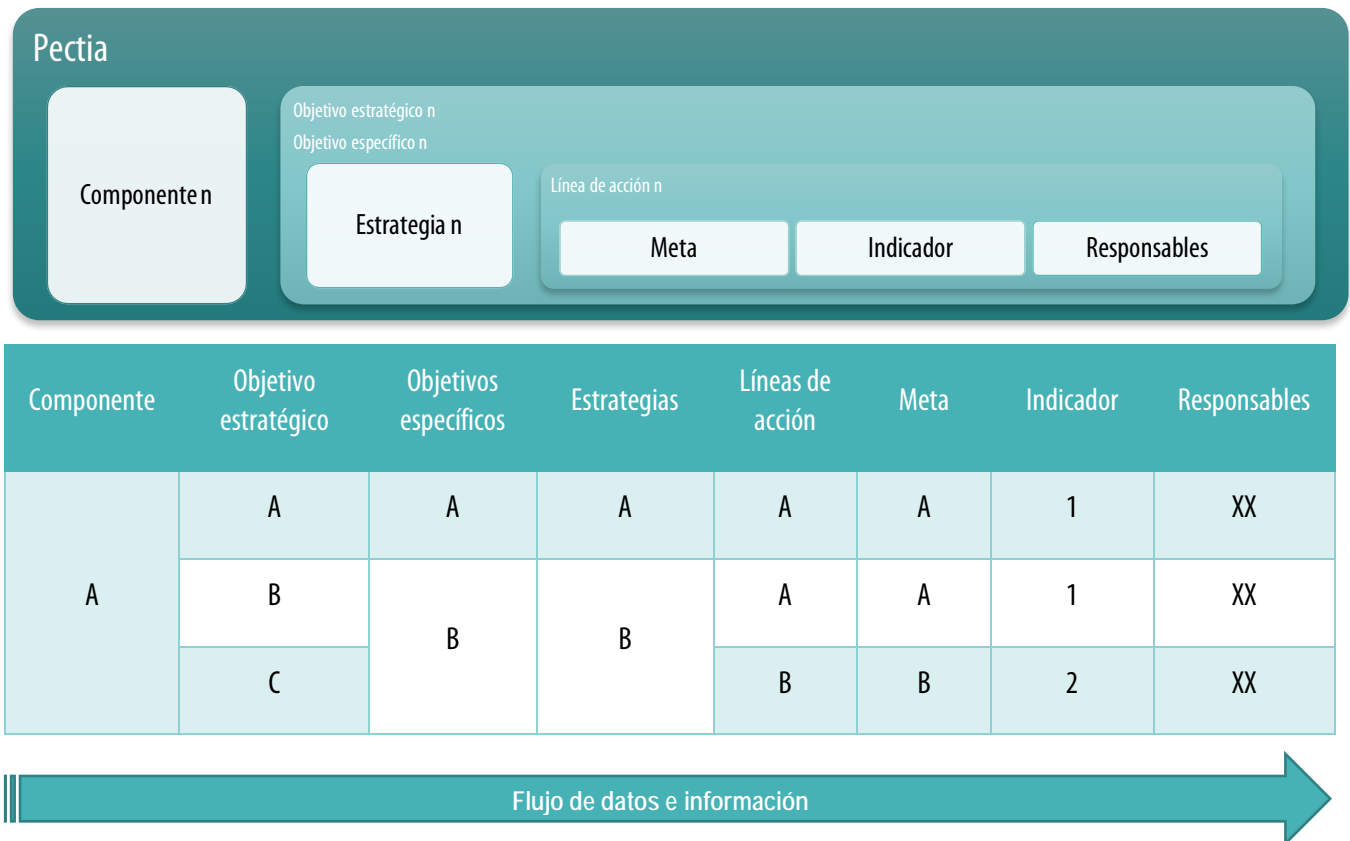 Pectia
Componente n
Objetivo estratégico n
Objetivo específico n
Estrategia n
Línea de acción n
Meta
Indicador
Responsables
Componente
Objetivo
estratégico
Objetivos
específicos
Estrategias
Líneas de
acción
Meta
Indicador
Responsables
A
A
A
A
A
A
1
XX
B
B
B
A
A
1
XX
C
B
B
2
XX
Flujo de datos e información